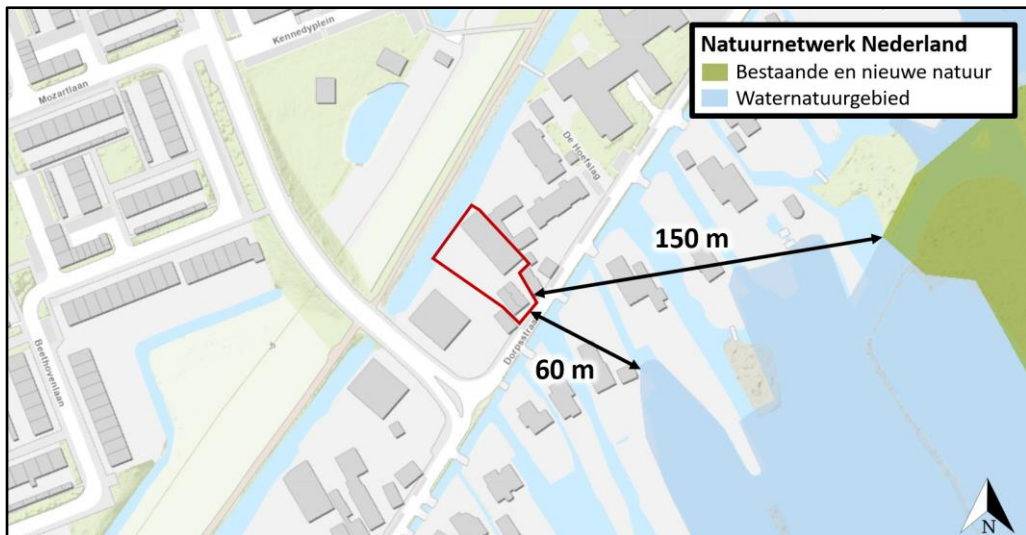 Kennedyplein
Natuurnetwerk Nederland
Bestaande en nieuwe natuur
Waternatuurgebied
Mozartlaan
De Hoefslag
150 m
Beethovenlaan
Dorpsstraat
60 m
N